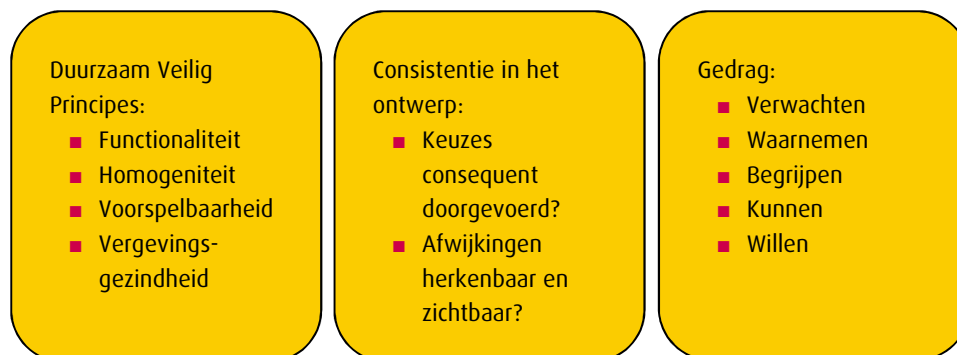 Duurzaam Veilig
Principes:
■ Functionaliteit
■ Homogeniteit
■ Voorspelbaarheid
■ Vergevings-
gezindheid
Consistentie in het
ontwerp:
■ Keuzes
consequent
doorgevoerd?
■ Afwijkingen
herkenbaar en
zichtbaar?
Gedrag:
■ Verwachten
■ Waarnemen
■ Begrijpen
■ Kunnen
■ Willen